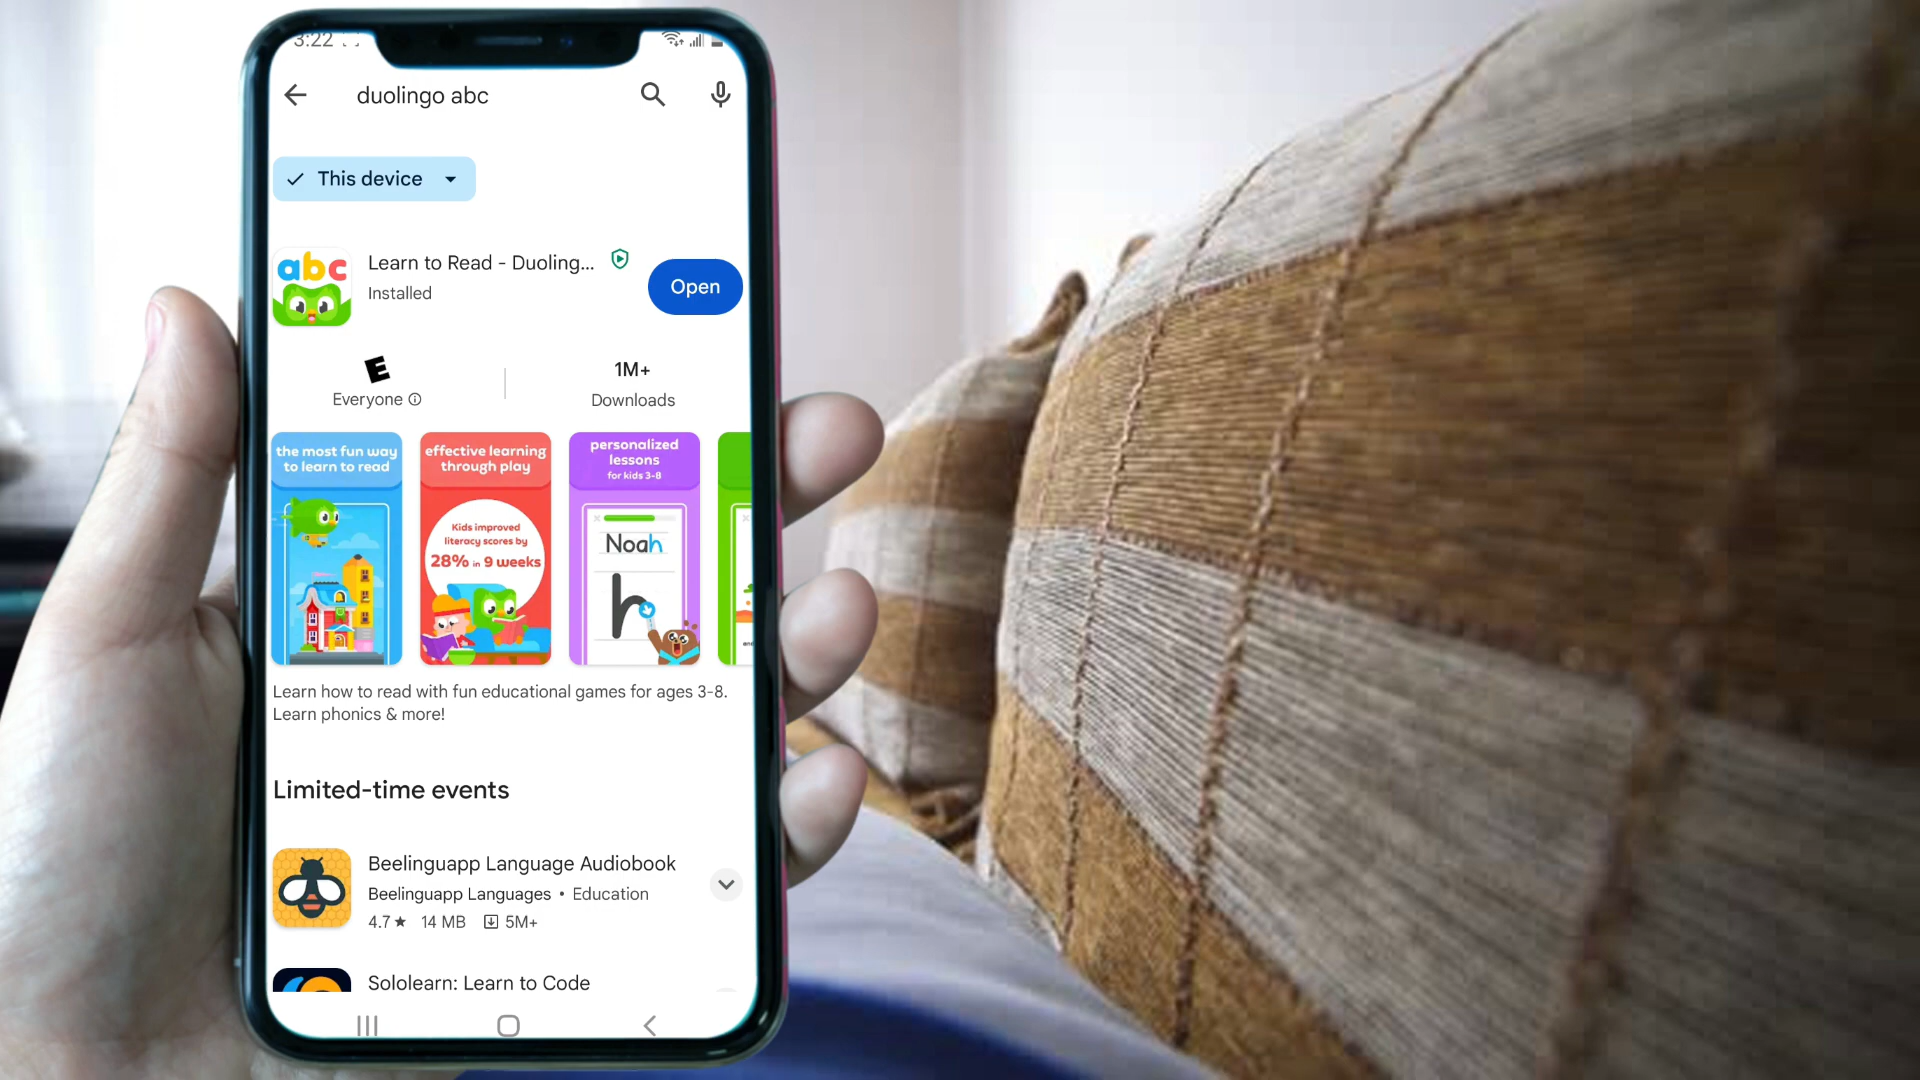 3:22
duolingo abc
This device
abc
Learn to Read - Duoling...
Installed
Open
E
Everyone
1M+
Downloads
the most fun way
to learn to read
effective learning
through play
Kids improved
literacy scores by
28% in 9 weeks
personalized
lessons
for kids 3-8
Noah
h
Learn how to read with fun educational games for ages 3-8.
Learn phonics & more!
Limited-time events
Beelinguapp Language Audiobook
Beelinguapp Languages • Education
4.7★ 14 MB 5M+
Sololearn: Learn to Code